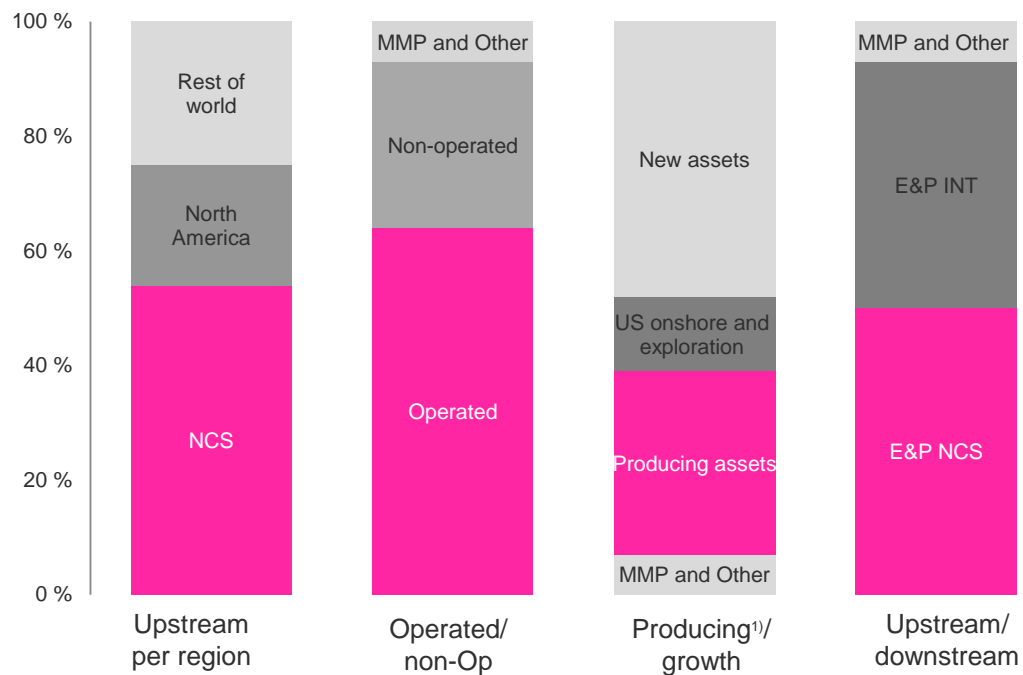 100 %
80 %
60 %
40 %
20 %
0 %
Rest of
world
North
America
NCS
Upstream
per region
MMP and Other
Non-operated
Operated
Operated/
non-Op
New assets
US onshore and
exploration
Producing assets
MMP and Other
Producing¹⁾/
growth
MMP and Other
E&P INT
E&P NCS
Upstream/
downstream